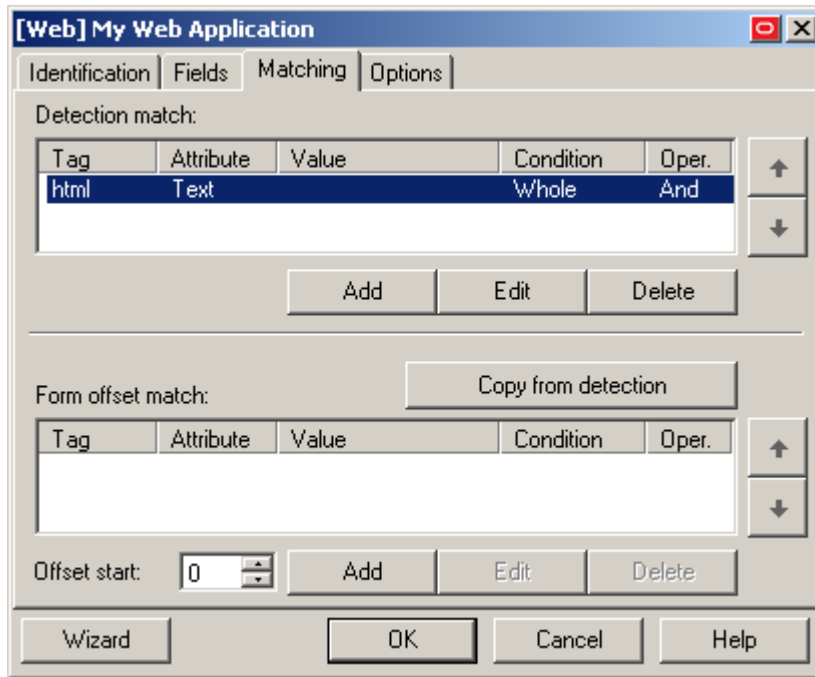 [Web] My Web Application
Identification Fields Matching Options
Detection match:
Tag Attribute Value Condition Oper.
html Text Whole And
Add Edit Delete
Copy from detection
Form offset match:
Tag Attribute Value Condition Oper.
Offset start: 0 Add Edit Delete
Wizard OK Cancel Help